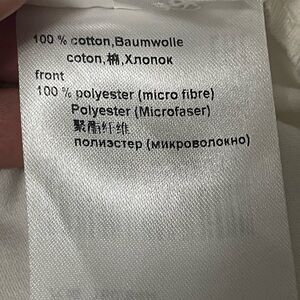 100 % cotton,Baumwolle
coton,棉,Хлопок
front
100 % polyester (micro fibre)
Polyester (Microfaser)
聚酯纤维
полиэстер (микроволокно)